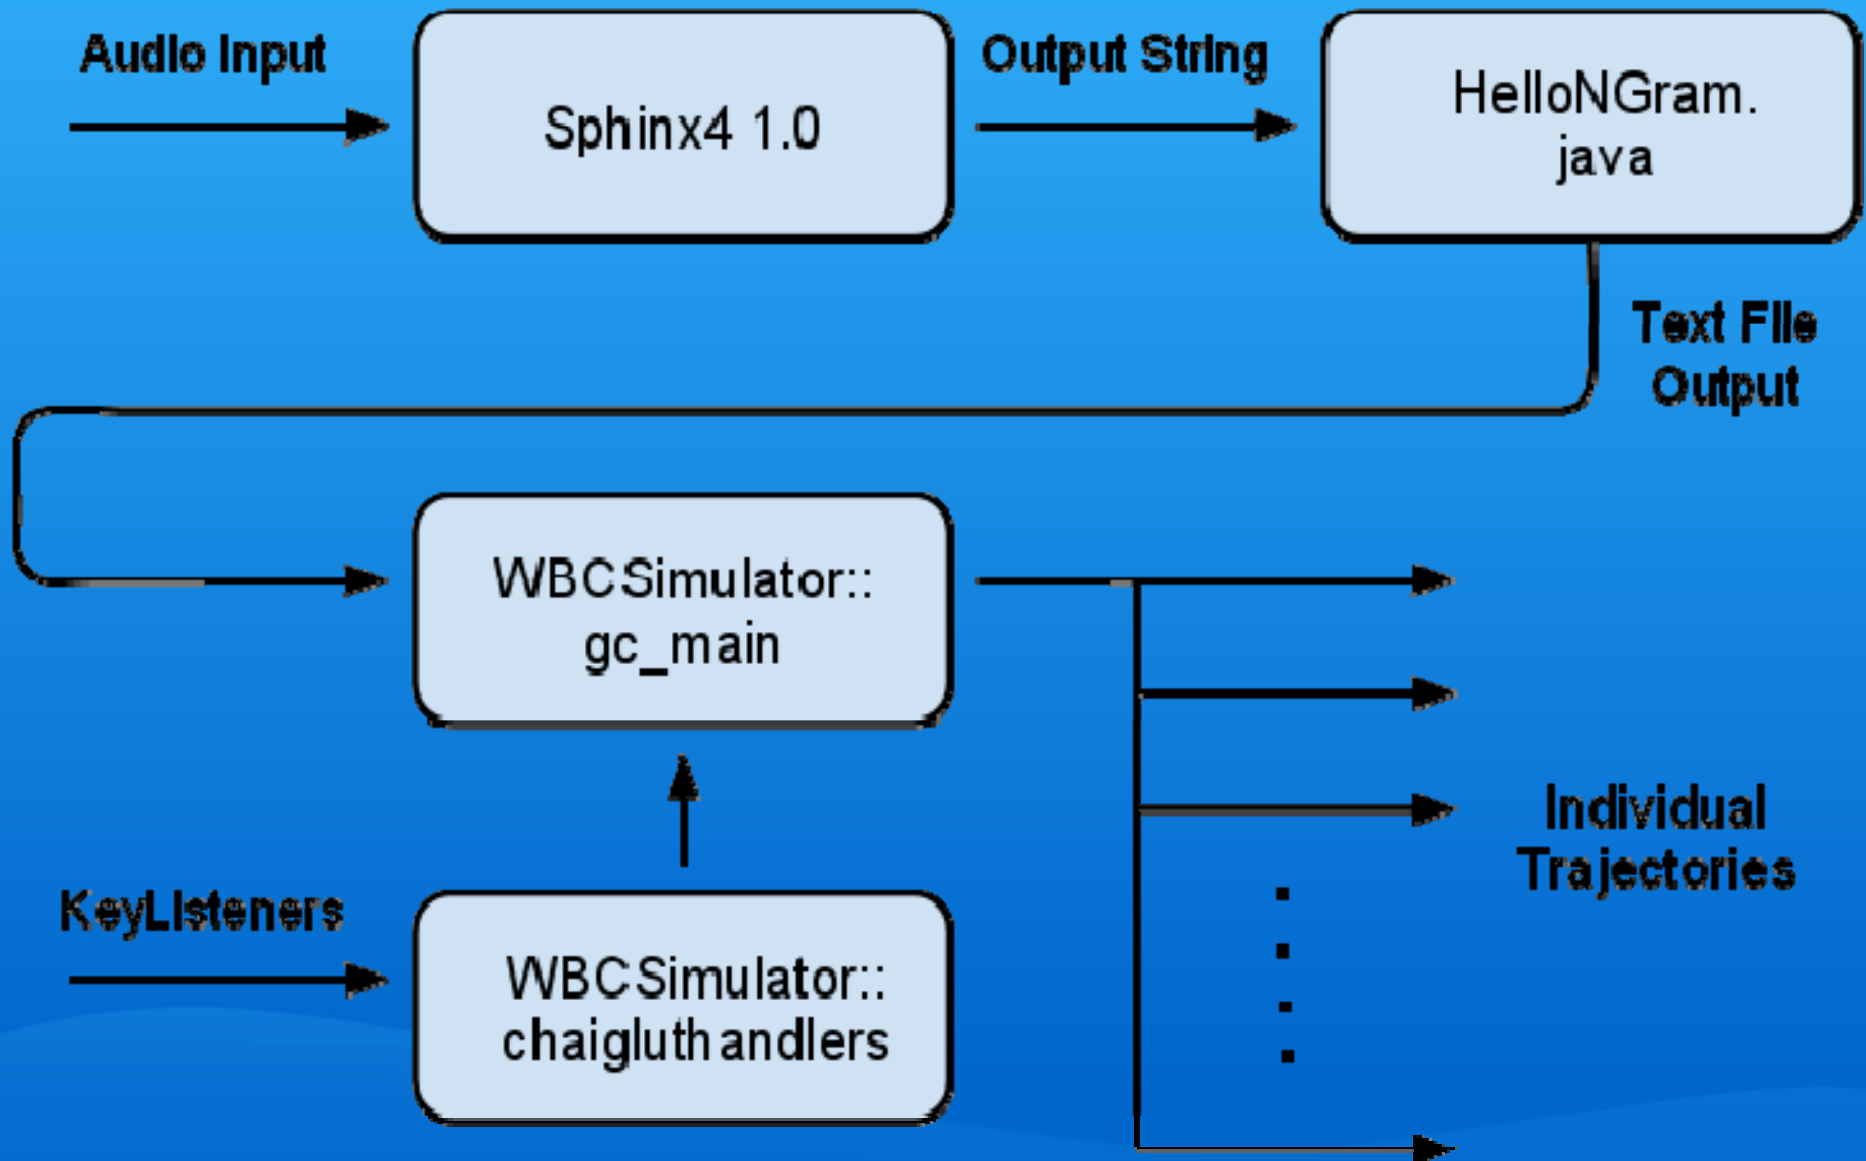 Audio Input
Sphinx4 1.0
Output String
HelloNGram.
java
Text File
Output
WBCSimulator::
gc_main
Individual
Trajectories
KeyListeners
WBCSimulator::
chaigluthandlers